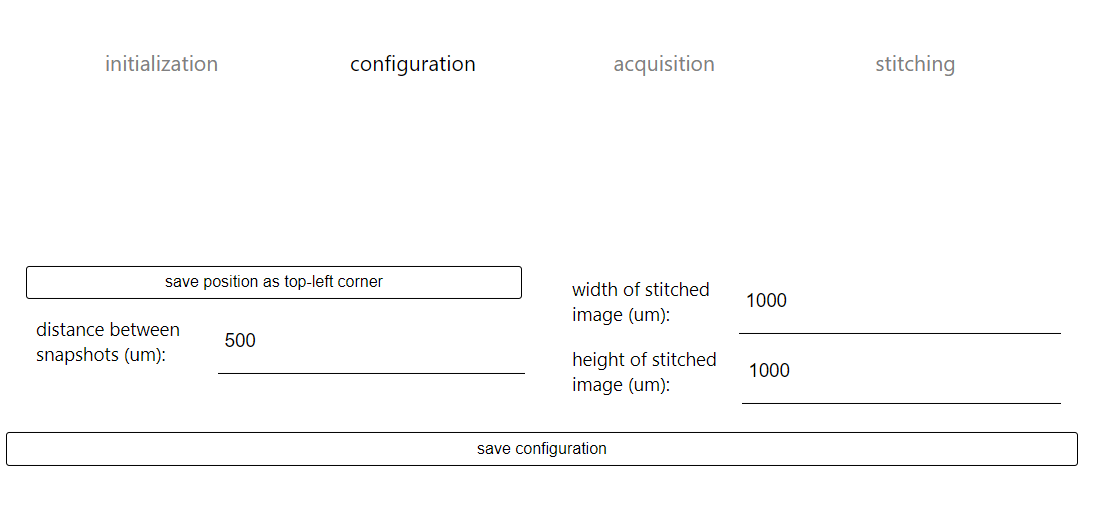 initialization
configuration
acquisition
stitching
save position as top-left corner
distance between
snapshots (um):
500
width of stitched
image (um):
1000
height of stitched
image (um):
1000
save configuration